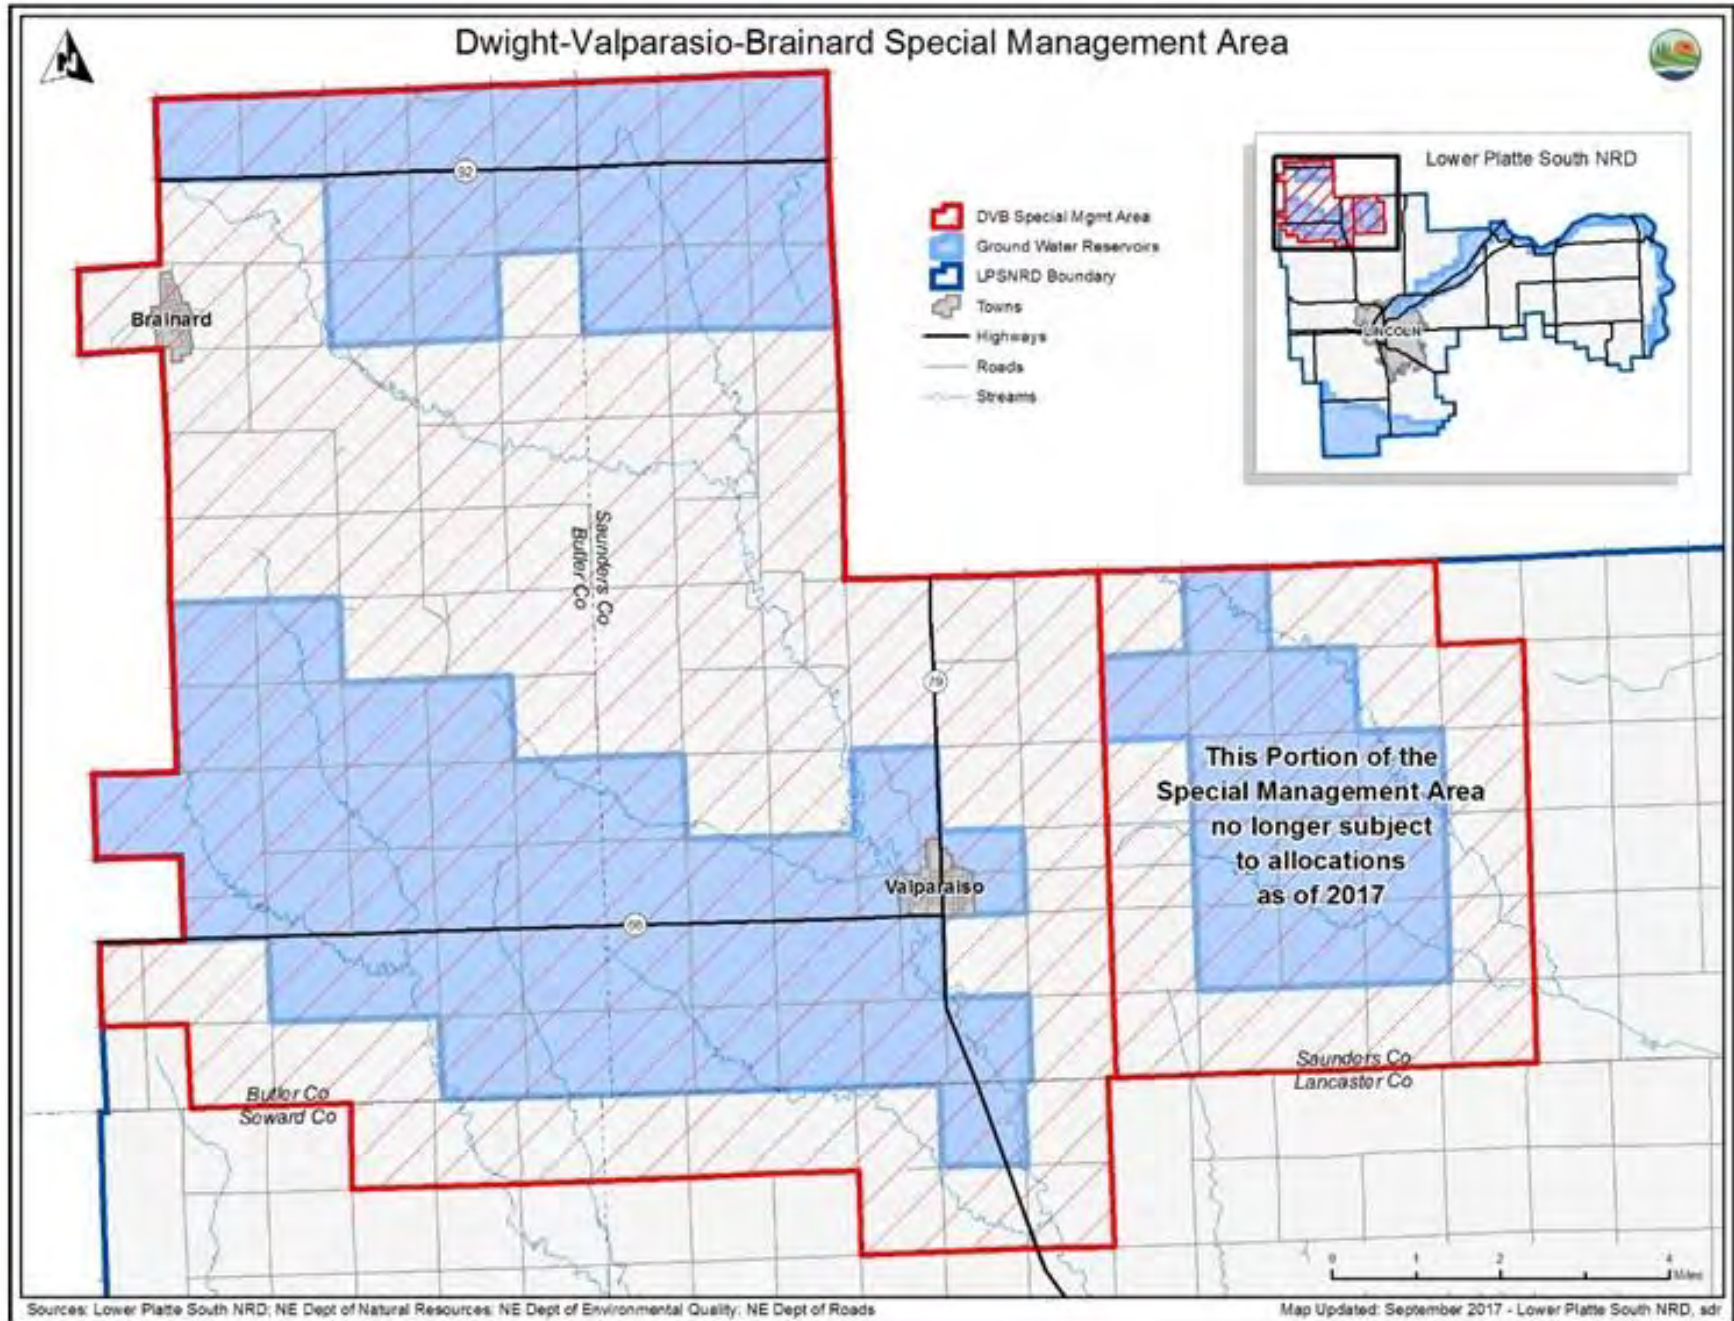 Dwight-Valparasio-Brainard Special Management Area
N
92
Lower Platte South NRD
LINCOLN
DVB Special Mgmt Area
Ground Water Reservoirs
LPSNRD Boundary
Towns
Highways
Roads
Streams
Brainard
Saunders Co
Butler Co
79
This Portion of the
Special Management Area
no longer subject
to allocations
as of 2017
Valparaiso
66
Saunders Co
Lancaster Co
Butler Co
Seward Co
0 1 2 4
Miles
Sources: Lower Platte South NRD; NE Dept of Natural Resources; NE Dept of Environmental Quality; NE Dept of Roads
Map Updated: September 2017 - Lower Platte South NRD, sdr